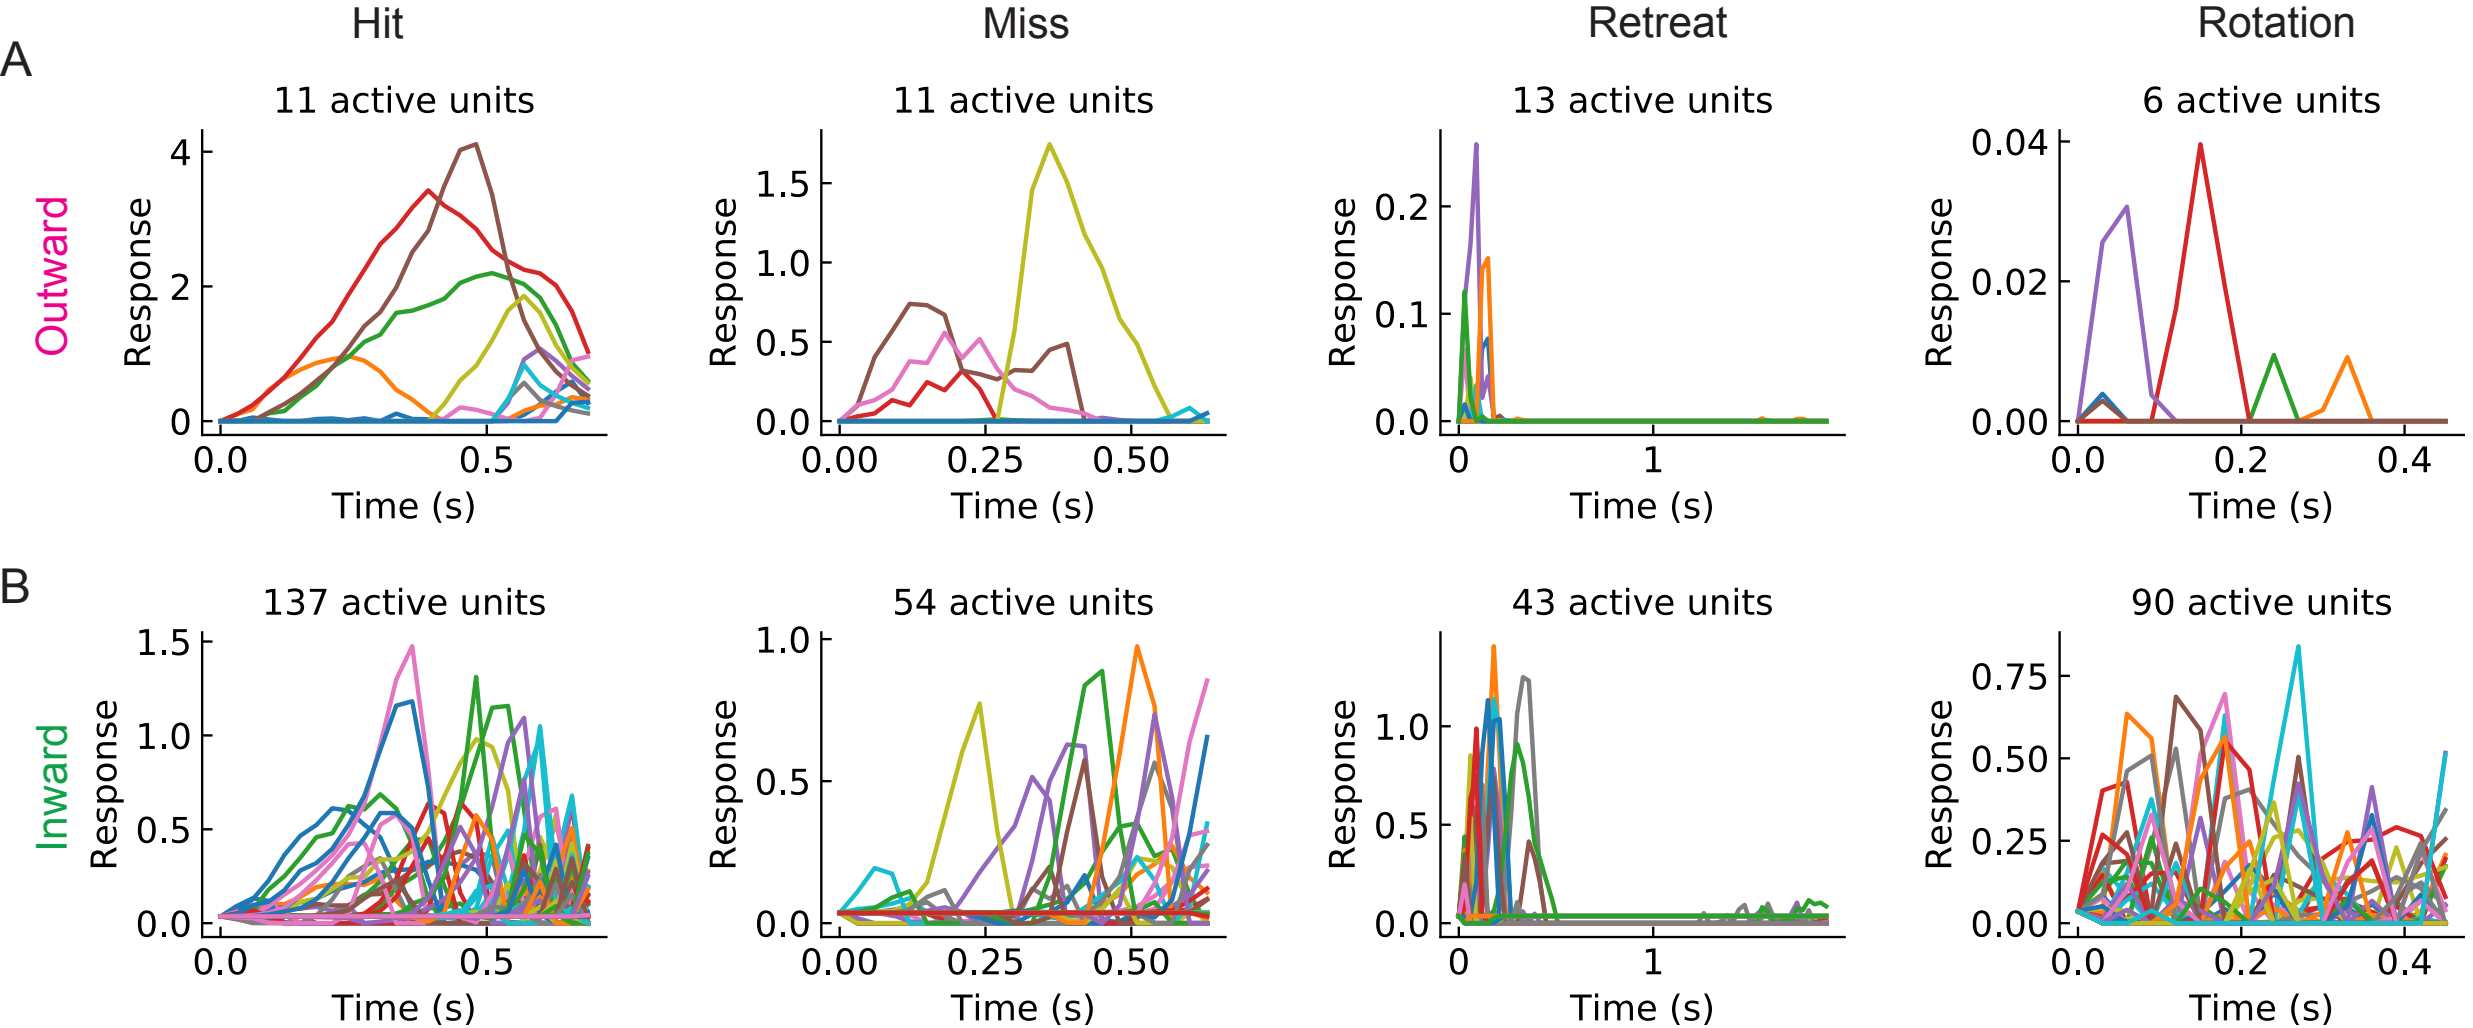 Hit Miss Retreat Rotation
A
11 active units 11 active units 13 active units 6 active units
Outward
Response Response Response Response
4 1.5 0.2 0.04
2 1.0 0.1 0.02
0 0.5 0.0 0.00
0.0
0.0 0.5 0.00 0.25 0.50 0 1 0.0 0.2 0.4
Time (s) Time (s) Time (s) Time (s)
B
137 active units 54 active units 43 active units 90 active units
Inward
Response Response Response Response
1.5 1.0 1.0 0.75
1.0 0.5 0.5 0.50
0.5 0.0 0.0 0.25
0.0 0.00
0.0 0.5 0.00 0.25 0.50 0 1 0.0 0.2 0.4
Time (s) Time (s) Time (s) Time (s)